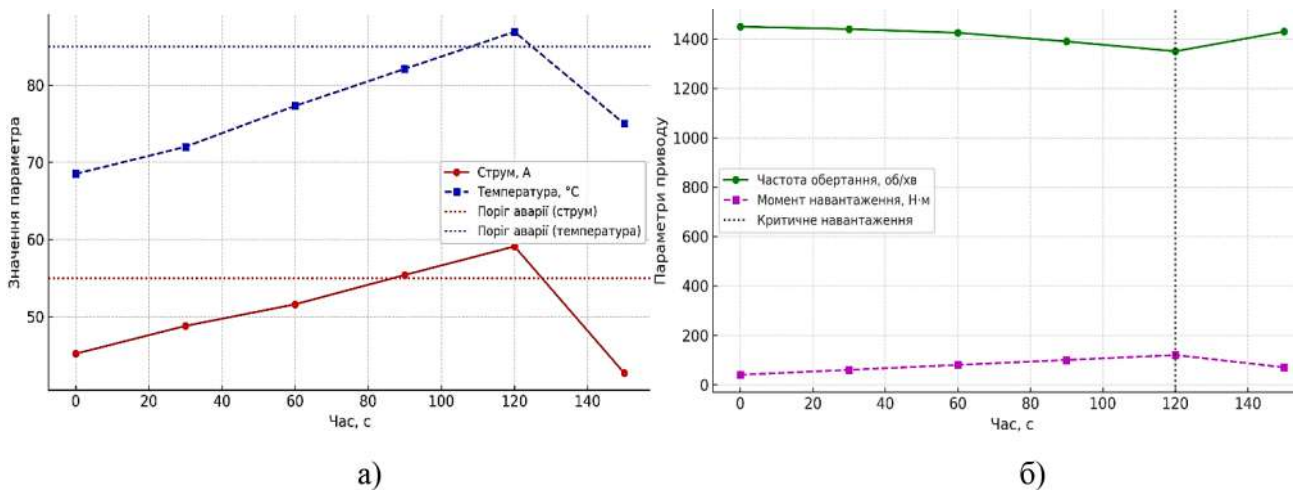 80
70
60
50
0
20
40
60
80
100
120
140
Значення параметра
Час, с
Струм, А
Температура, °C
Поріг аварії (струм)
Поріг аварії (температура)
а)
1400
1200
1000
800
600
400
200
0
0
20
40
60
80
100
120
140
Параметри приводу
Час, с
Частота обертання, об/хв
Момент навантаження, Н·м
Критичне навантаження
б)